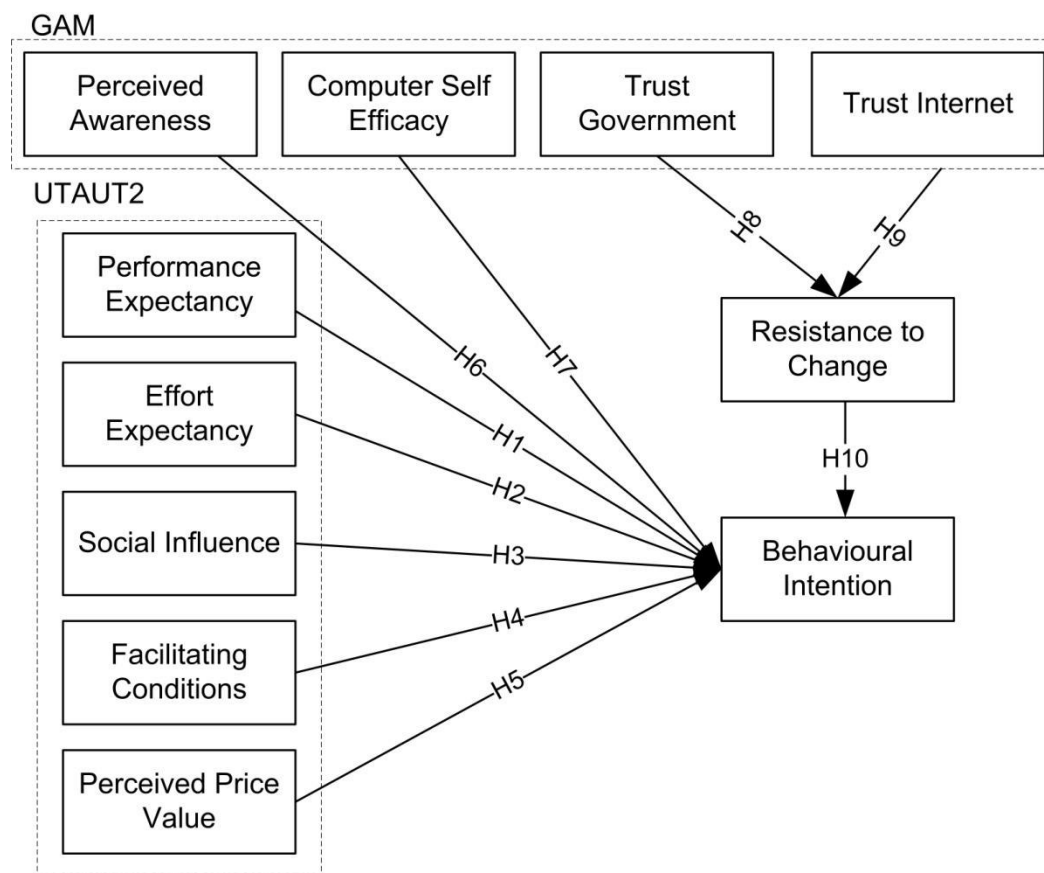 GAM
Perceived
Awareness
Computer Self
Efficacy
Trust
Government
Trust Internet
UTAUT2
Performance
Expectancy
Effort
Expectancy
Social Influence
Facilitating
Conditions
Perceived Price
Value
H6
H7
H1
H2
H3
H4
H5
H8
H9
Resistance to
Change
H10
Behavioural
Intention